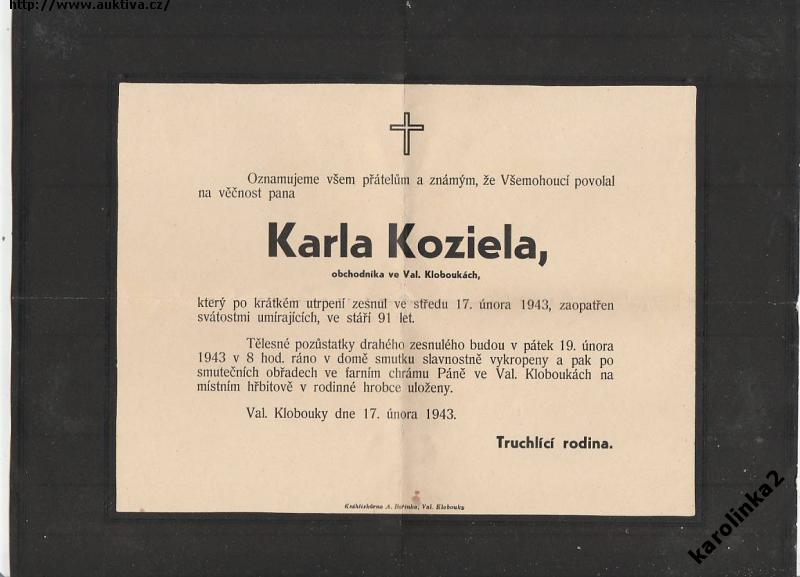 http://www.auktiva.cz/
Oznamujeme všem přátelům a známým, že Všemohoucí povolal
na věčnost pana
Karla Koziela,
obchodníka ve Val. Kloboukách,
který po krátkém utrpení zesnul ve středu 17. února 1943, zaopatřen
svátostmi umírajících, ve stáří 91 let.
Tělesné pozůstatky drahého zesnulého budou v pátek 19. února
1943 v 8 hod. ráno v domě smutku slavnostně vykropeny a pak po
smutečních obřadech ve farním chrámu Páně ve Val. Kloboukách na
místním hřbitově v rodinné hrobce uloženy.
Val. Klobouky dne 17. února 1943.
Truchlící rodina.
Knihtiskárna A. Bořinka, Val. Klobouky
karolinka2